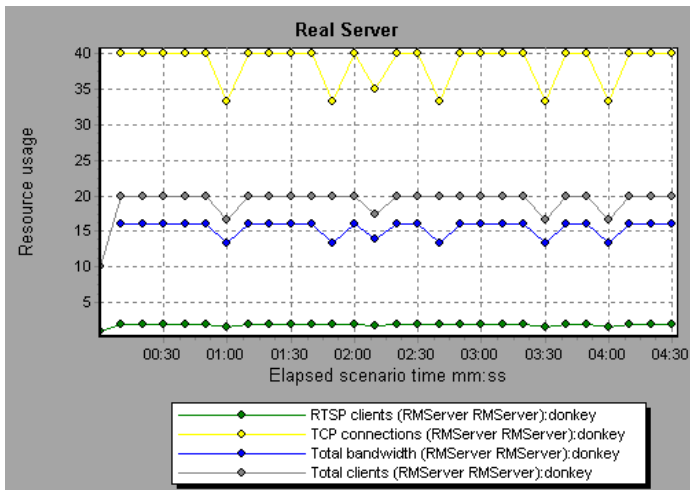 Real Server
Resource usage
40
35
30
25
20
15
10
5
00:30 01:00 01:30 02:00 02:30 03:00 03:30 04:00 04:30
Elapsed scenario time mm:ss
RTSP clients (RMServer RMServer):donkey
TCP connections (RMServer RMServer):donkey
Total bandwidth (RMServer RMServer):donkey
Total clients (RMServer RMServer):donkey